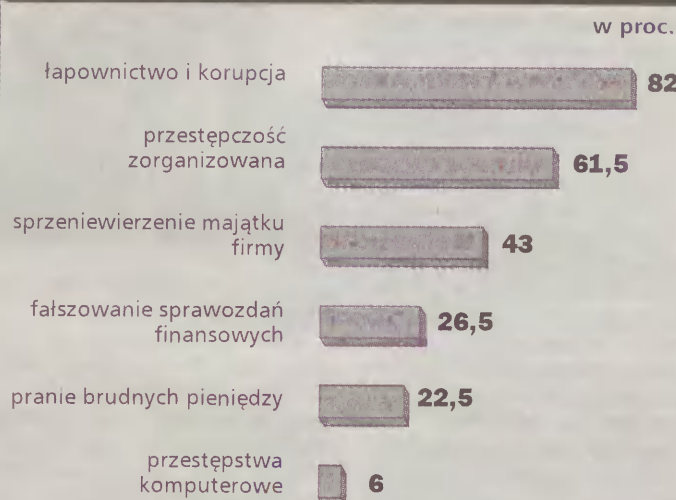 w proc.
łapownictwo i korupcja
82
przestępczość
zorganizowana
61,5
sprzeniewierzenie majątku
firmy
43
fałszowanie sprawozdań
finansowych
26,5
pranie brudnych pieniędzy
22,5
przestępstwa
komputerowe
6